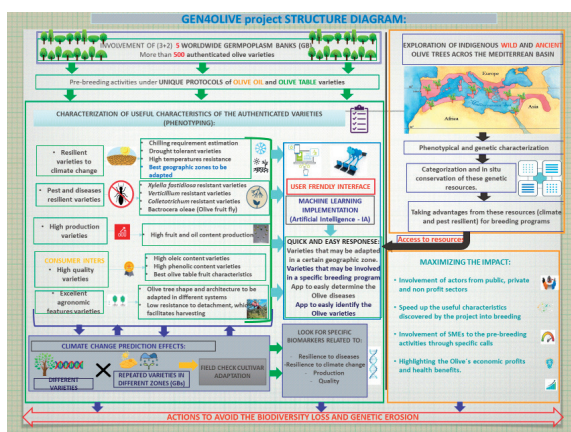 GEN4OLIVE project STRUCTURE DIAGRAM:
INVOLVEMENT OF (3+2) 5 WORLDWIDE GERMPOPLASM BANKS (GB)
More than 500 authenticated olive varieties
Pre-breeding activities under UNIQUE PROTOCOLS OF OLIVE OIL and OLIVE TABLE varieties
CHARACTERIZATION OF USEFUL CHARACTERISTICS OF THE AUTHENTICATED VARIETIES
(PHENOTYPING):
• Resilient
varieties to
climate change
• Chilling requirement estimation
• Drought tolerant varieties
• High temperatures resistance
• Best geographic zones to be
adapted
• Pest and diseases
resilient varieties
• Xylella fastidiosa resistant varieties
• Verticillium resistant varieties
• Colletotrichum resistant varieties
• Bactrocera oleae (Olive fruit fly)
• High production
varieties
• High fruit and oil content production
CONSUMER INTERS
• High quality
varieties
• High oleic content varieties
• High phenolic content varieties
• Best olive table fruit characteristics
• Excellent
agronomic
features varieties
• Olive tree shape and architecture to be
adapted in different systems
• Low resistance to detachment, which
facilitates harvesting
USER FRENDLY INTERFACE
MACHINE LEARNING
IMPLEMENTATION
(Artificial Intelligence - IA)
QUICK AND EASY RESPONSE:
Varieties that may be adapted
in a certain geographic zone.
Varieties that may be involved
in a specific breeding program
App to easy determine the
Olive diseases
App to easily identify the
Olive varieties
CLIMATE CHANGE PREDICTION EFFECTS:
DIFFERENT
VARIETIES
REPEATED VARIETIES IN
DIFFERENT ZONES (GBs)
FIELD CHECK CULTIVAR
ADAPTATION
LOOK FOR SPECIFIC
BIOMARKERS RELATED TO:
- Resilience to diseases
-Resilience to climate change
- Production
- Quality
EXPLORATION OF INDIGENOUS WILD AND ANCIENT
OLIVE TREES ACROS THE MEDITERREAN BASIN
Europe
Asia
Africa
Phenotypical and genetic characterization
Categorization and in situ
conservation of these genetic
resources.
Taking advantages from these resources (climate
and pest resilient) for breeding programs
Access to resources
MAXIMIZING THE IMPACT:
• Involvement of actors from public, private
and non profit sectors
• Speed up the useful characteristics
discovered by the project into breeding
• Involvement of SMEs to the pre-breeding
activities through specific calls
• Highlighting the Olive´s economic profits
and health benefits.
ACTIONS TO AVOID THE BIODIVERSITY LOSS AND GENETIC EROSION